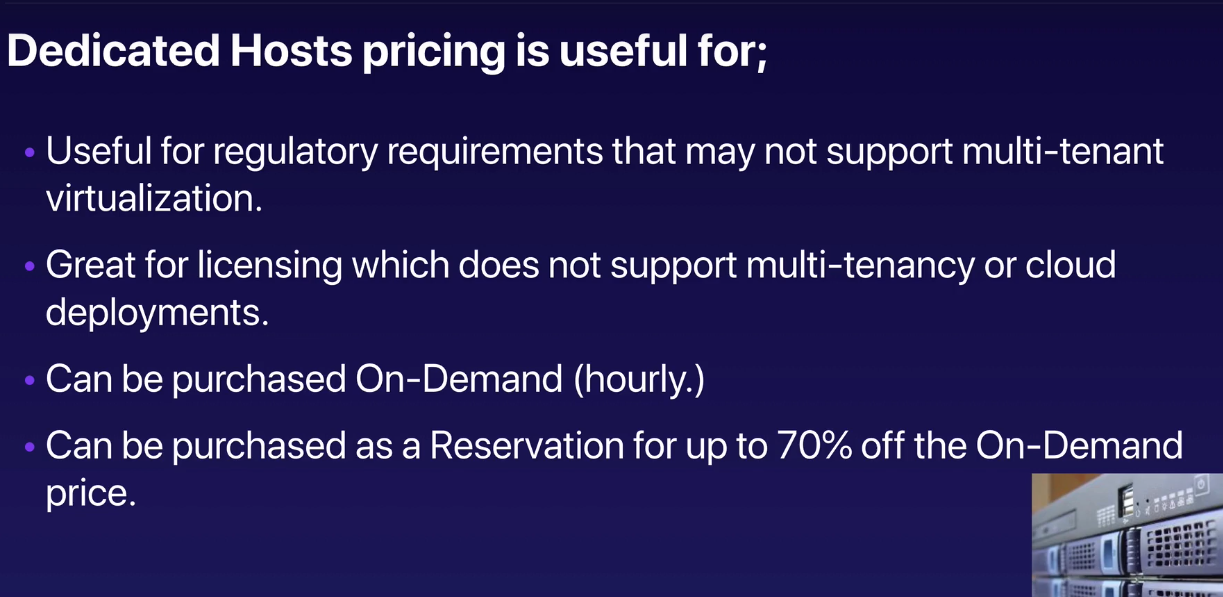 Dedicated Hosts pricing is useful for;
• Useful for regulatory requirements that may not support multi-tenant
virtualization.
• Great for licensing which does not support multi-tenancy or cloud
deployments.
• Can be purchased On-Demand (hourly.)
• Can be purchased as a Reservation for up to 70% off the On-Demand
price.